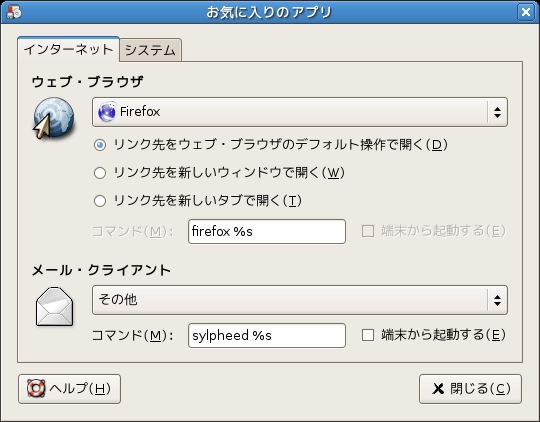 お気に入りのアプリ
インターネット システム
ウェブ・ブラウザ
Firefox
リンク先をウェブ・ブラウザのデフォルト操作で開く(D)
リンク先を新しいウィンドウで開く(W)
リンク先を新しいタブで開く(T)
コマンド(M): firefox %s 端末から起動する(E)
メール・クライアント
その他
コマンド(M): sylpheed %s 端末から起動する(E)
ヘルプ(H) 閉じる(C)